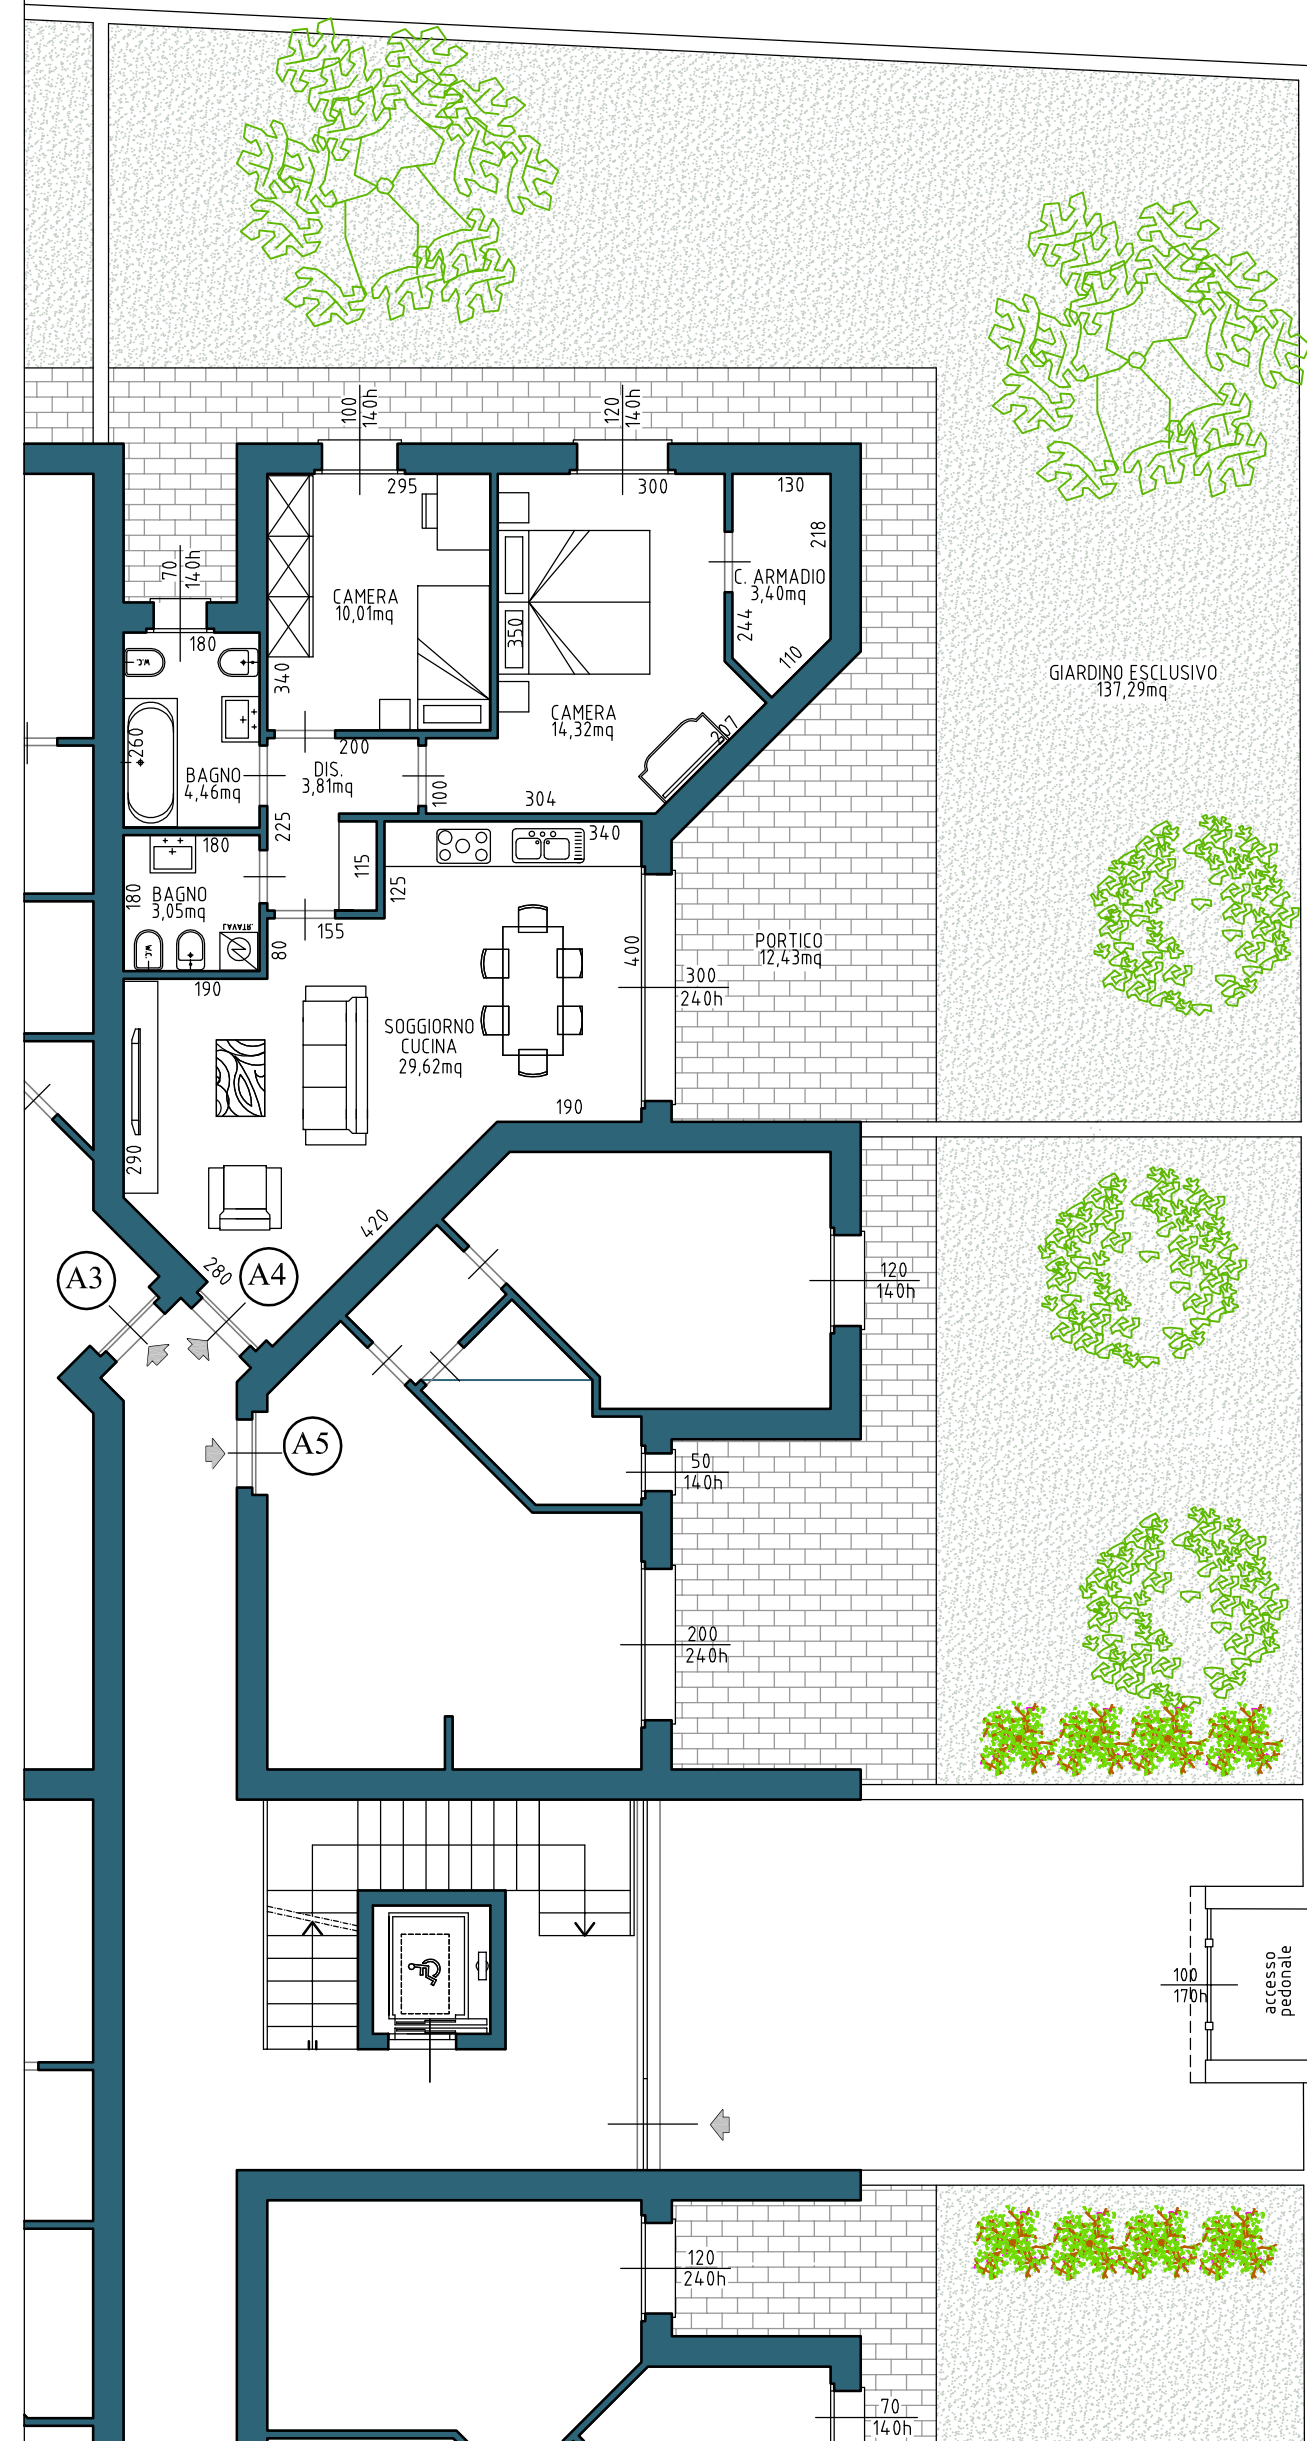 100
140h
120
140h
295
300
130
218
70
140h
CAMERA
10,01mq
C. ARMADIO
3,40mq
244
350
180
W.C.
110
340
GIARDINO ESCLUSIVO
137,29mq
CAMERA
14,32mq
207
260
200
BAGNO
4,46mq
DIS.
3,81mq
100
304
225
340
180
115
125
180
BAGNO
3,05mq
LAVATR.
W.C.
155
80
400
PORTICO
12,43mq
300
240h
190
SOGGIORNO
CUCINA
29,62mq
190
290
420
280
A3
A4
120
140h
A5
50
140h
200
240h
100
170h
accesso
pedonale
120
240h
70
140h